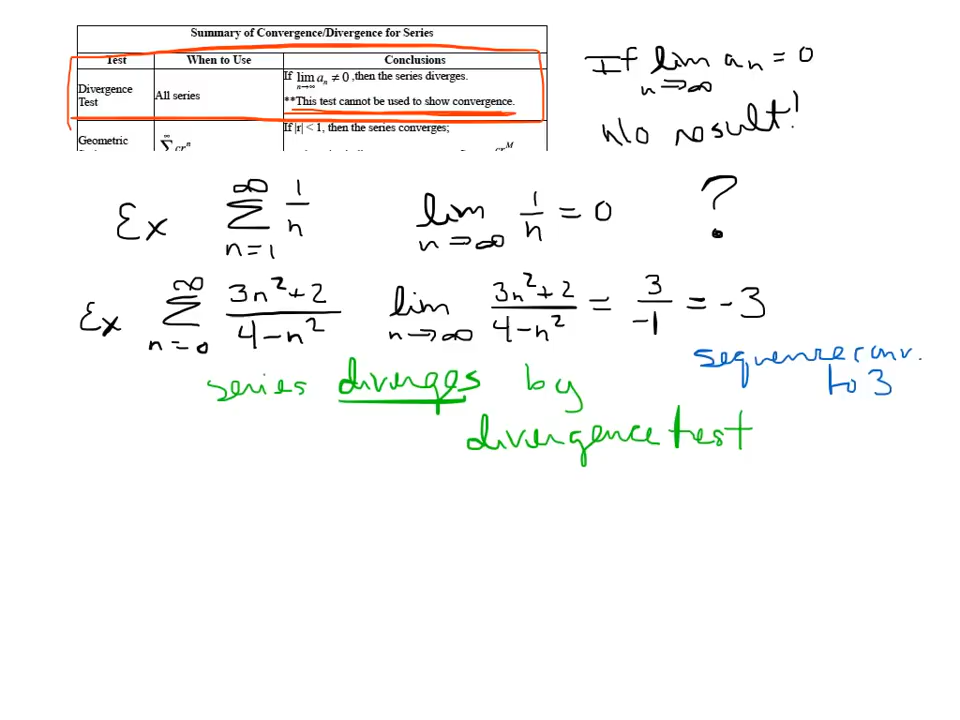 Summary of Convergence/Divergence for Series
Test When to Use Conclusions
Divergence Test All series If lim n→∞ aₙ ≠ 0 ,then the series diverges.
**This test cannot be used to show convergence.
Geometric ∞ Σ crⁿ If |r| < 1, then the series converges;
crᴹ
If lim n→∞ aₙ = 0
No result!
Ex ∞ Σ n=1 1/n lim n→∞ 1/n = 0 ?
Ex ∞ Σ n=0 (3n²+2)/(4-n²) lim n→∞ (3n²+2)/(4-n²) = 3/-1 = -3
sequence conv.
to 3
series diverges by
divergence test